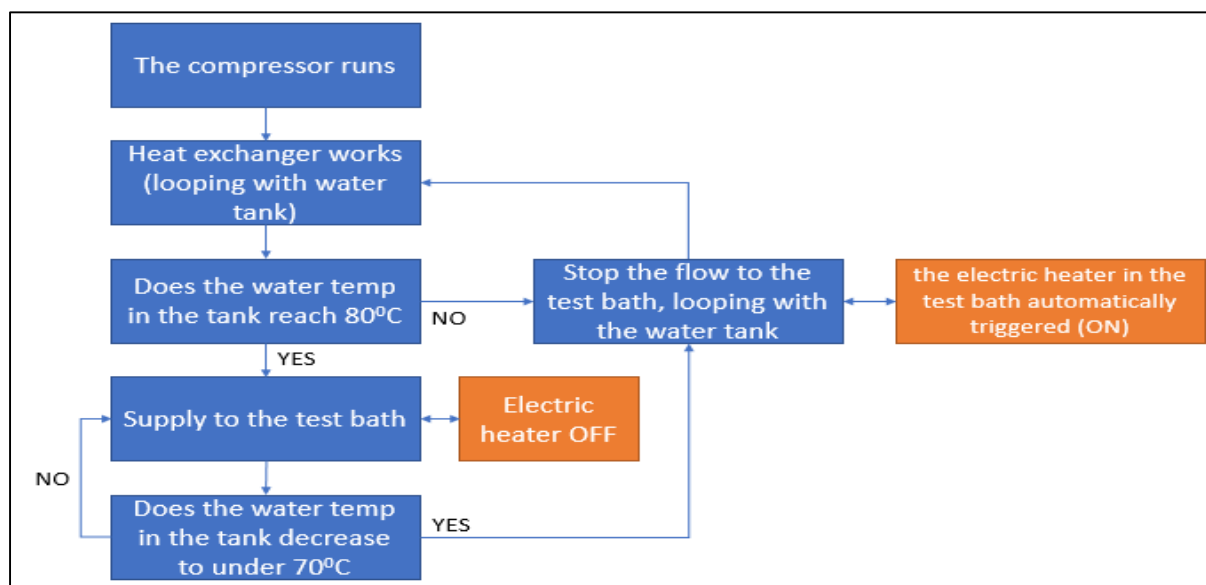 The compressor runs
Heat exchanger works
(looping with water
tank)
Does the water temp
in the tank reach 80⁰C
NO
Stop the flow to the
test bath, looping with
the water tank
the electric heater in the
test bath automatically
triggered (ON)
YES
Supply to the test bath
Electric
heater OFF
NO
Does the water temp
in the tank decrease
to under 70⁰C
YES